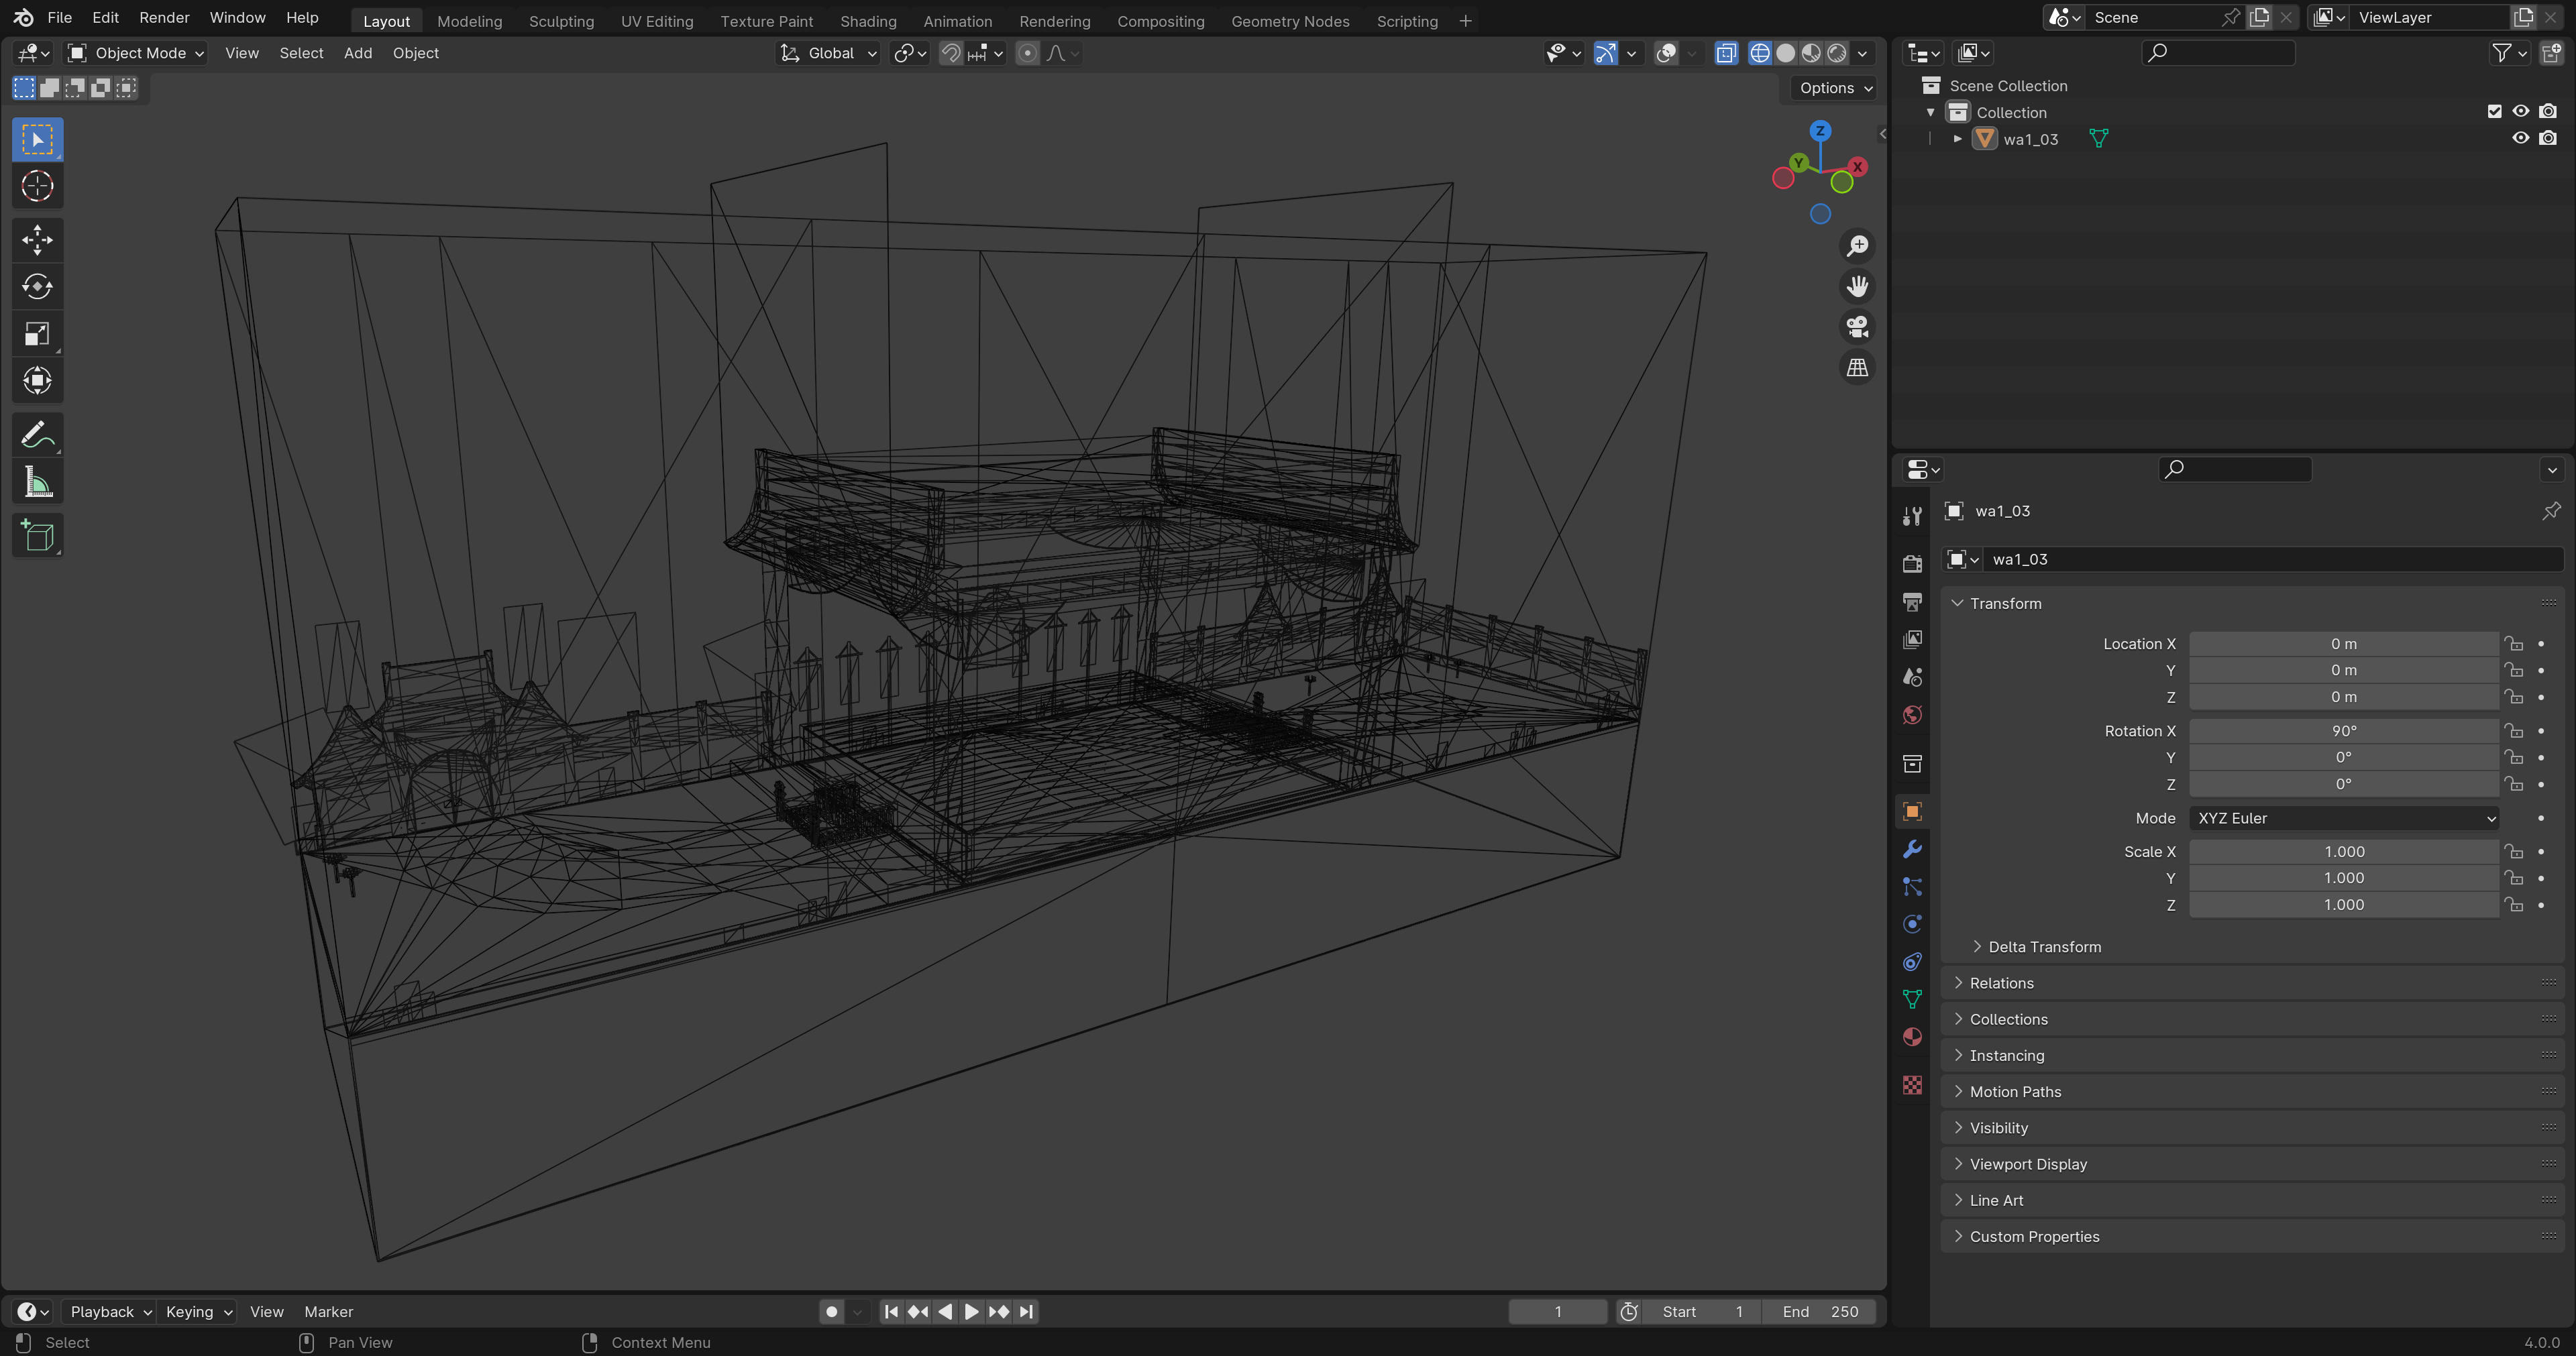 File Edit Render Window Help Layout Modeling Sculpting UV Editing Texture Paint Shading Animation Rendering Compositing Geometry Nodes Scripting Scene ViewLayer
Object Mode View Select Add Object Global
Options
Z
Y
X
Scene Collection
Collection
wa1_03
wa1_03
wa1_03
Transform
Location X 0 m
Y 0 m
Z 0 m
Rotation X 90°
Y 0°
Z 0°
Mode XYZ Euler
Scale X 1.000
Y 1.000
Z 1.000
Delta Transform
Relations
Collections
Instancing
Motion Paths
Visibility
Viewport Display
Line Art
Custom Properties
Playback Keying View Marker 1 Start 1 End 250
Select Pan View Context Menu 4.0.0